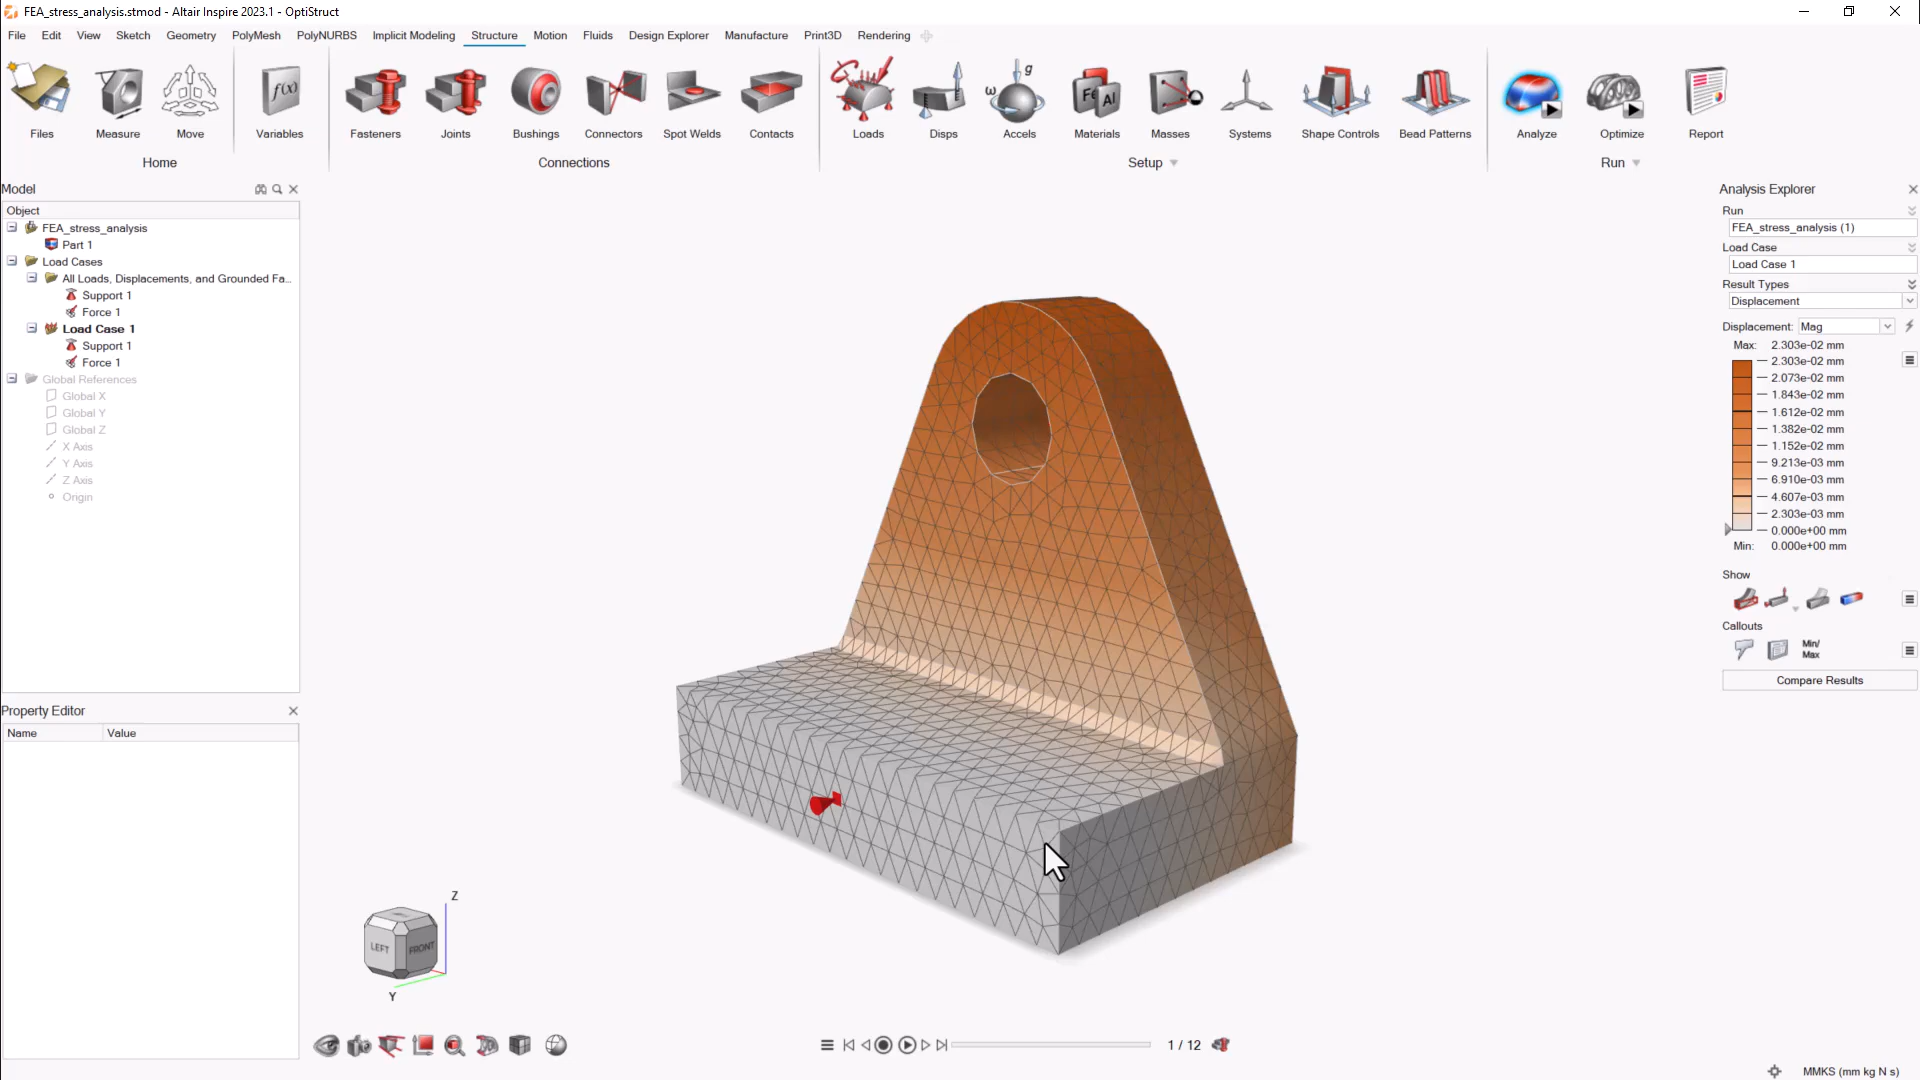 FEA_stress_analysis.stmod - Altair Inspire 2023.1 - OptiStruct
File Edit View Sketch Geometry PolyMesh PolyNURBS Implicit Modeling Structure Motion Fluids Design Explorer Manufacture Print3D Rendering
Files Measure Move Variables Fasteners Joints Bushings Connectors Spot Welds Contacts Loads Disps Accels Materials Masses Systems Shape Controls Bead Patterns Analyze Optimize Report
Home Connections Setup Run
Model
Object
FEA_stress_analysis
Part 1
Load Cases
All Loads, Displacements, and Grounded Fa...
Support 1
Force 1
Load Case 1
Support 1
Force 1
Global References
Global X
Global Y
Global Z
X Axis
Y Axis
Z Axis
Origin
Property Editor
Name Value
Analysis Explorer
Run
FEA_stress_analysis (1)
Load Case
Load Case 1
Result Types
Displacement
Displacement: Mag
Max: 2.303e-02 mm
2.303e-02 mm
2.073e-02 mm
1.843e-02 mm
1.612e-02 mm
1.382e-02 mm
1.152e-02 mm
9.213e-03 mm
6.910e-03 mm
4.607e-03 mm
2.303e-03 mm
0.000e+00 mm
Min: 0.000e+00 mm
Show
Callouts
Min/
Max
Compare Results
Z
LEFT FRONT
Y
1 / 12
MMKS (mm kg N s)
f(x)
ω g
Fe Al